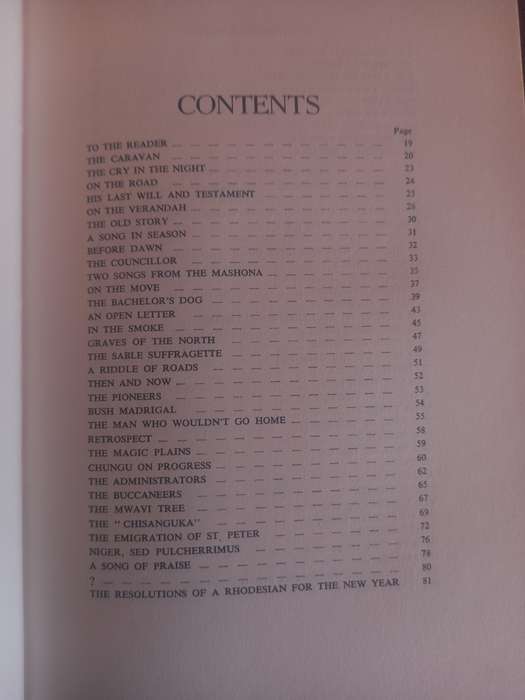 CONTENTS
Page
TO THE READER 19
THE CARAVAN 20
THE CRY IN THE NIGHT 23
ON THE ROAD 24
HIS LAST WILL AND TESTAMENT 25
ON THE VERANDAH 26
THE OLD STORY 30
A SONG IN SEASON 31
BEFORE DAWN 32
THE COUNCILLOR 33
TWO SONGS FROM THE MASHONA 35
ON THE MOVE 37
THE BACHELOR'S DOG 39
AN OPEN LETTER 43
IN THE SMOKE 45
GRAVES OF THE NORTH 47
THE SABLE SUFFRAGETTE 49
A RIDDLE OF ROADS 51
THEN AND NOW 52
THE PIONEERS 53
BUSH MADRIGAL 54
THE MAN WHO WOULDN'T GO HOME 55
RETROSPECT 58
THE MAGIC PLAINS 59
CHUNGU ON PROGRESS 60
THE ADMINISTRATORS 62
THE BUCCANEERS 65
THE MWAVI TREE 67
THE "CHISANGUKA" 69
THE EMIGRATION OF ST. PETER 72
NIGER, SED PULCHERRIMUS 76
A SONG OF PRAISE 78
? 80
THE RESOLUTIONS OF A RHODESIAN FOR THE NEW YEAR 81